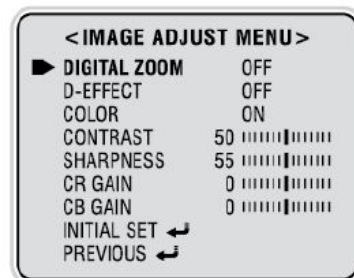 <IMAGE ADJUST MENU>
DIGITAL ZOOM OFF
D-EFFECT OFF
COLOR ON
CONTRAST 50
SHARPNESS 55
CR GAIN 0
CB GAIN 0
INITIAL SET
PREVIOUS